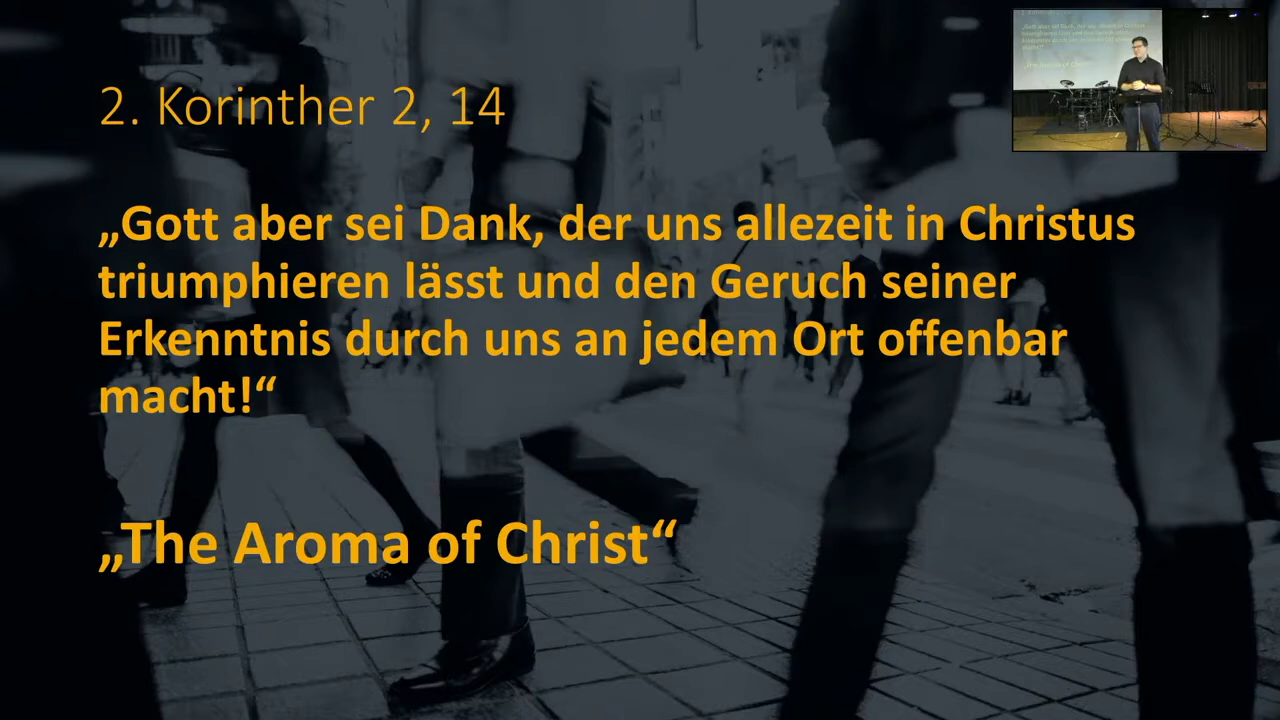 2. Korinther 2, 14
„Gott aber sei Dank, der uns allezeit in Christus
triumphieren lässt und den Geruch seiner
Erkenntnis durch uns an jedem Ort offenbar
macht!“
„The Aroma of Christ“